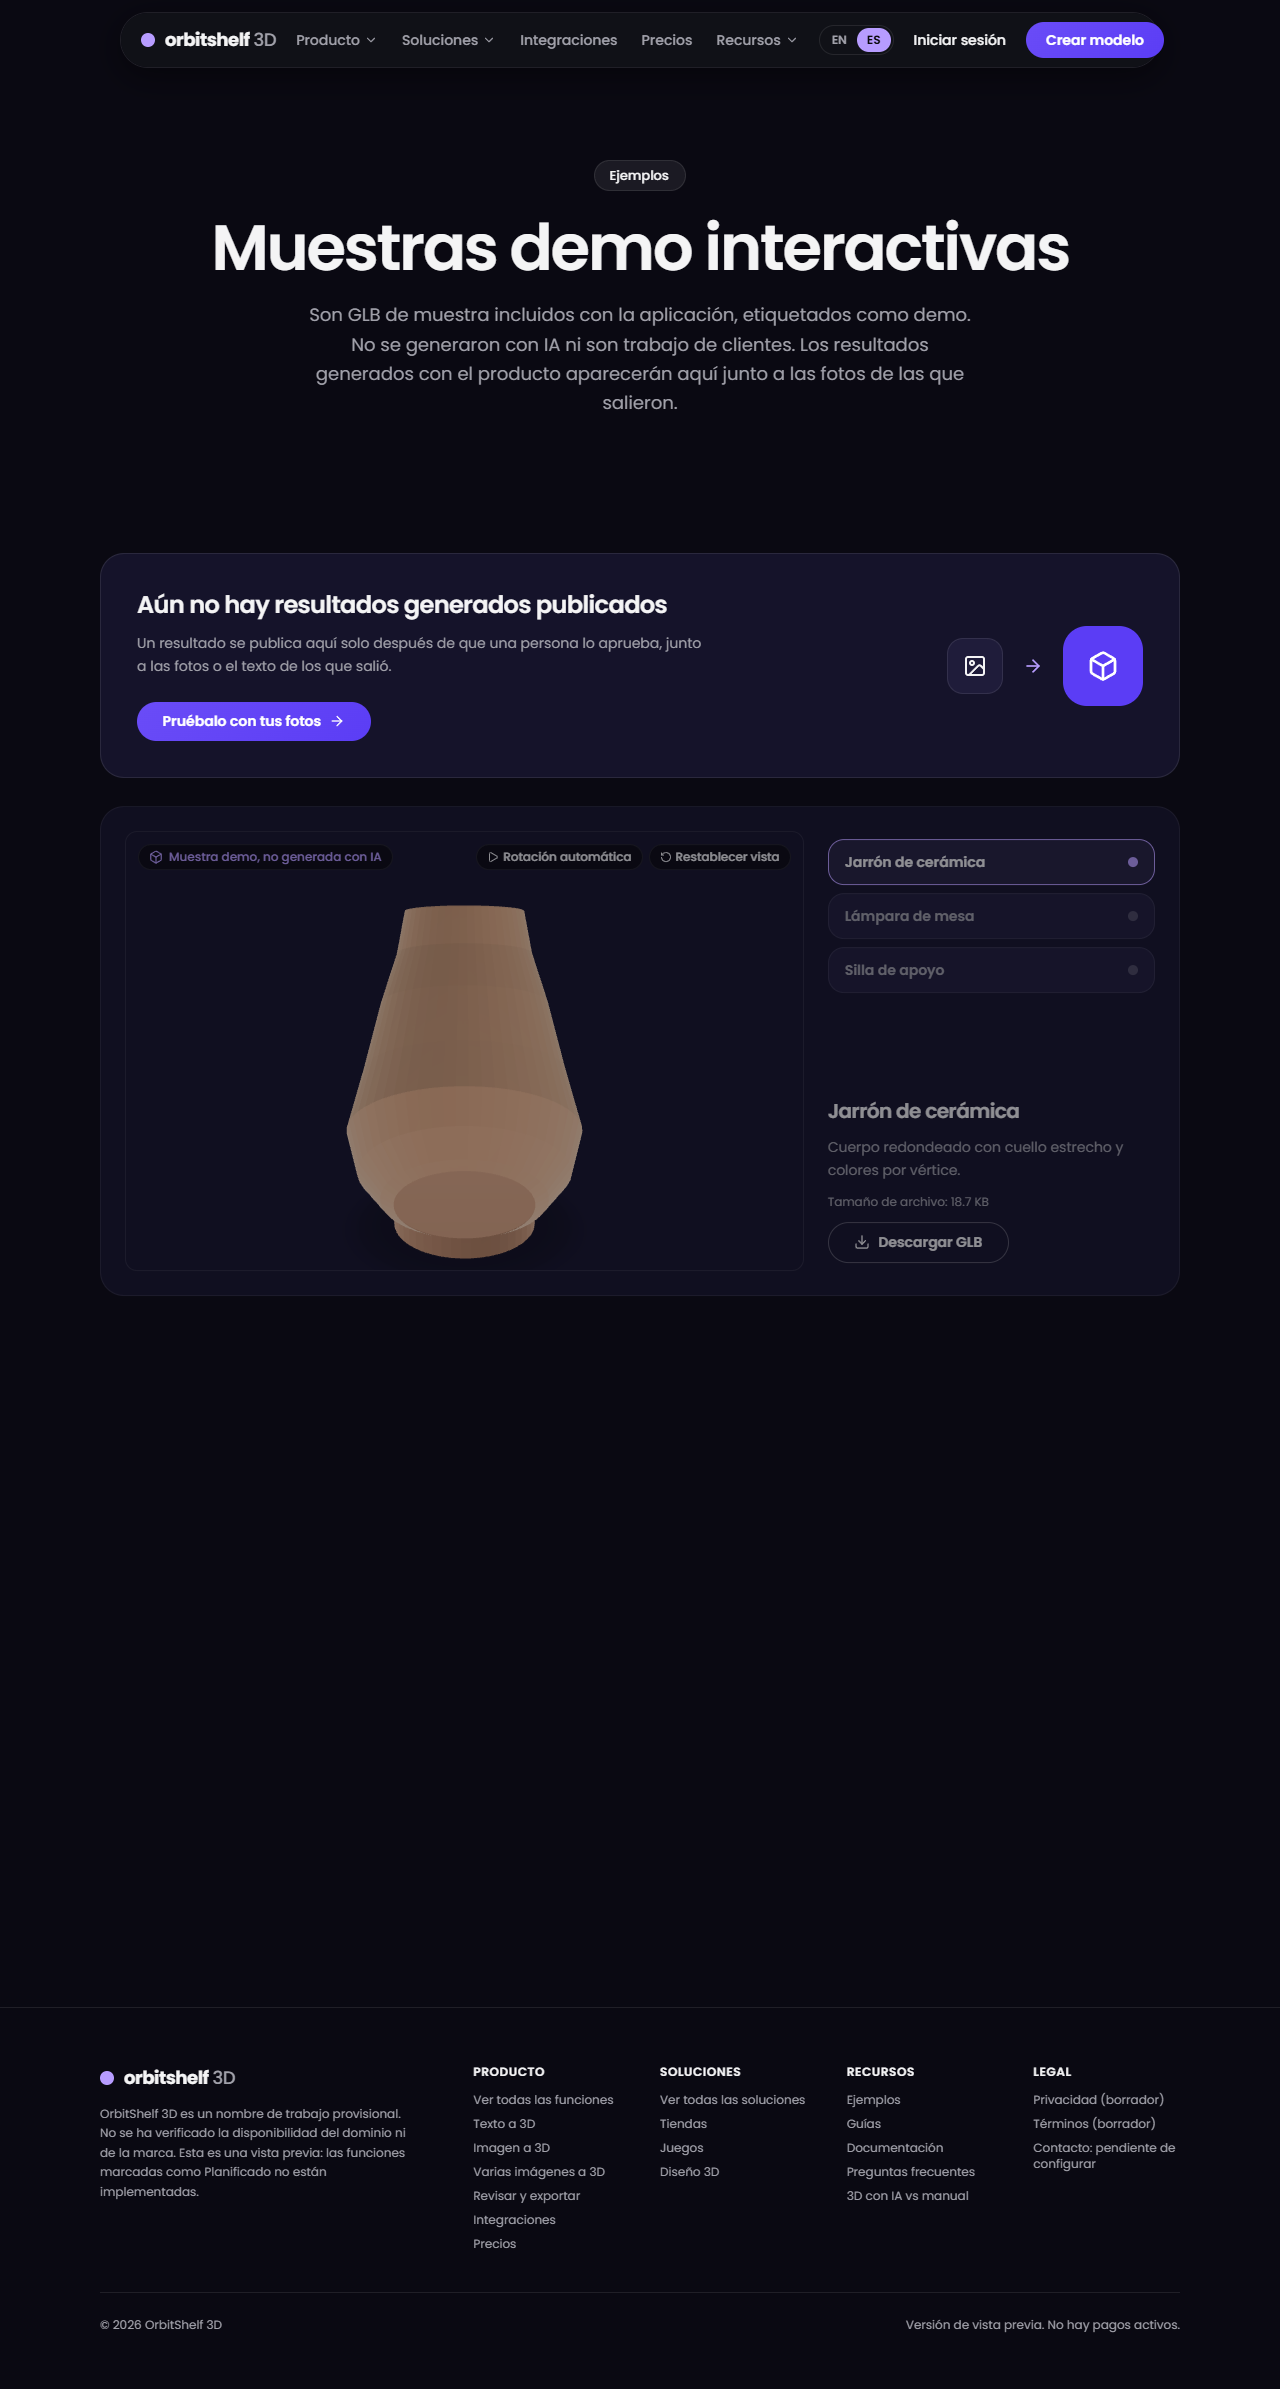 orbitshelf 3D Producto Soluciones Integraciones Precios Recursos EN ES Iniciar sesión Crear modelo
Ejemplos
Muestras demo interactivas
Son GLB de muestra incluidos con la aplicación, etiquetados como demo.
No se generaron con IA ni son trabajo de clientes. Los resultados
generados con el producto aparecerán aquí junto a las fotos de las que
salieron.
Aún no hay resultados generados publicados
Un resultado se publica aquí solo después de que una persona lo aprueba, junto
a las fotos o el texto de los que salió.
Pruébalo con tus fotos
Muestra demo, no generada con IA
Rotación automática
Restablecer vista
Jarrón de cerámica
Lámpara de mesa
Silla de apoyo
Jarrón de cerámica
Cuerpo redondeado con cuello estrecho y
colores por vértice.
Tamaño de archivo: 18.7 KB
Descargar GLB
orbitshelf 3D
OrbitShelf 3D es un nombre de trabajo provisional.
No se ha verificado la disponibilidad del dominio ni
de la marca. Esta es una vista previa: las funciones
marcadas como Planificado no están
implementadas.
PRODUCTO
Ver todas las funciones
Texto a 3D
Imagen a 3D
Varias imágenes a 3D
Revisar y exportar
Integraciones
Precios
SOLUCIONES
Ver todas las soluciones
Tiendas
Juegos
Diseño 3D
RECURSOS
Ejemplos
Guías
Documentación
Preguntas frecuentes
3D con IA vs manual
LEGAL
Privacidad (borrador)
Términos (borrador)
Contacto: pendiente de
configurar
© 2026 OrbitShelf 3D
Versión de vista previa. No hay pagos activos.